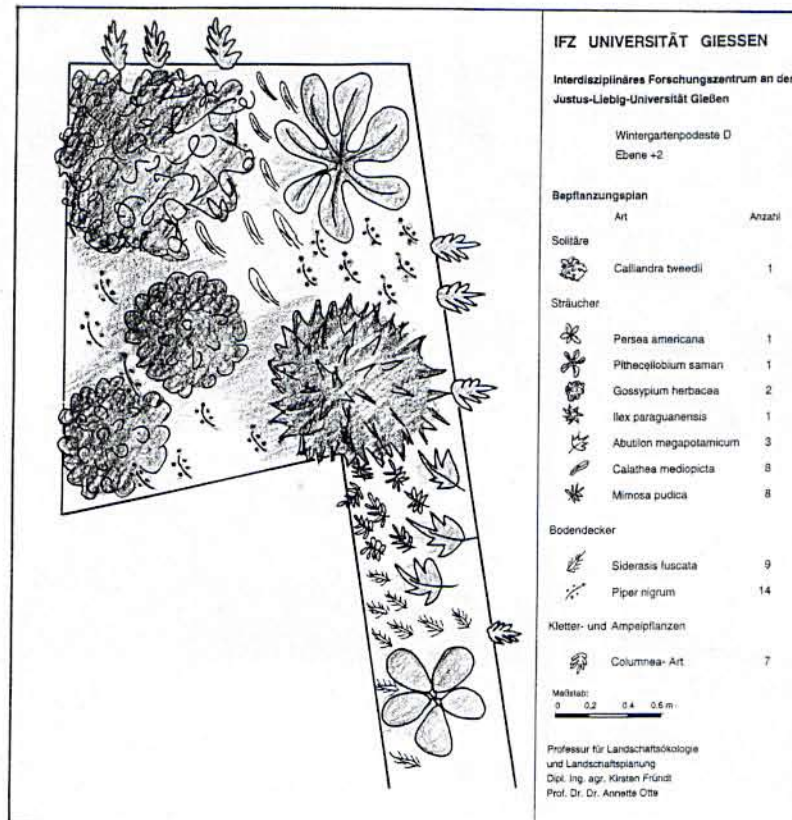 IFZ UNIVERSITÄT GIESSEN
Interdisziplinäres Forschungszentrum an der
Justus-Liebig-Universität Gießen
Wintergartenpodeste D
Ebene +2
Bepflanzungsplan
Art Anzahl
Solitäre
Calliandra tweedii 1
Sträucher
Persea americana 1
Pithecellobium saman 1
Gossypium herbacea 2
Ilex paraguanensis 1
Abutilon megapotamicum 3
Calathea mediopicta 8
Mimosa pudica 8
Bodendecker
Siderasis fuscata 9
Piper nigrum 14
Kletter- und Ampelpflanzen
Columnea- Art 7
Maßstab:
0 0,2 0,4 0,6 m
Professur für Landschaftsökologie
und Landschaftsplanung
Dipl. Ing. agr. Kirsten Fründt
Prof. Dr. Dr. Annette Otte